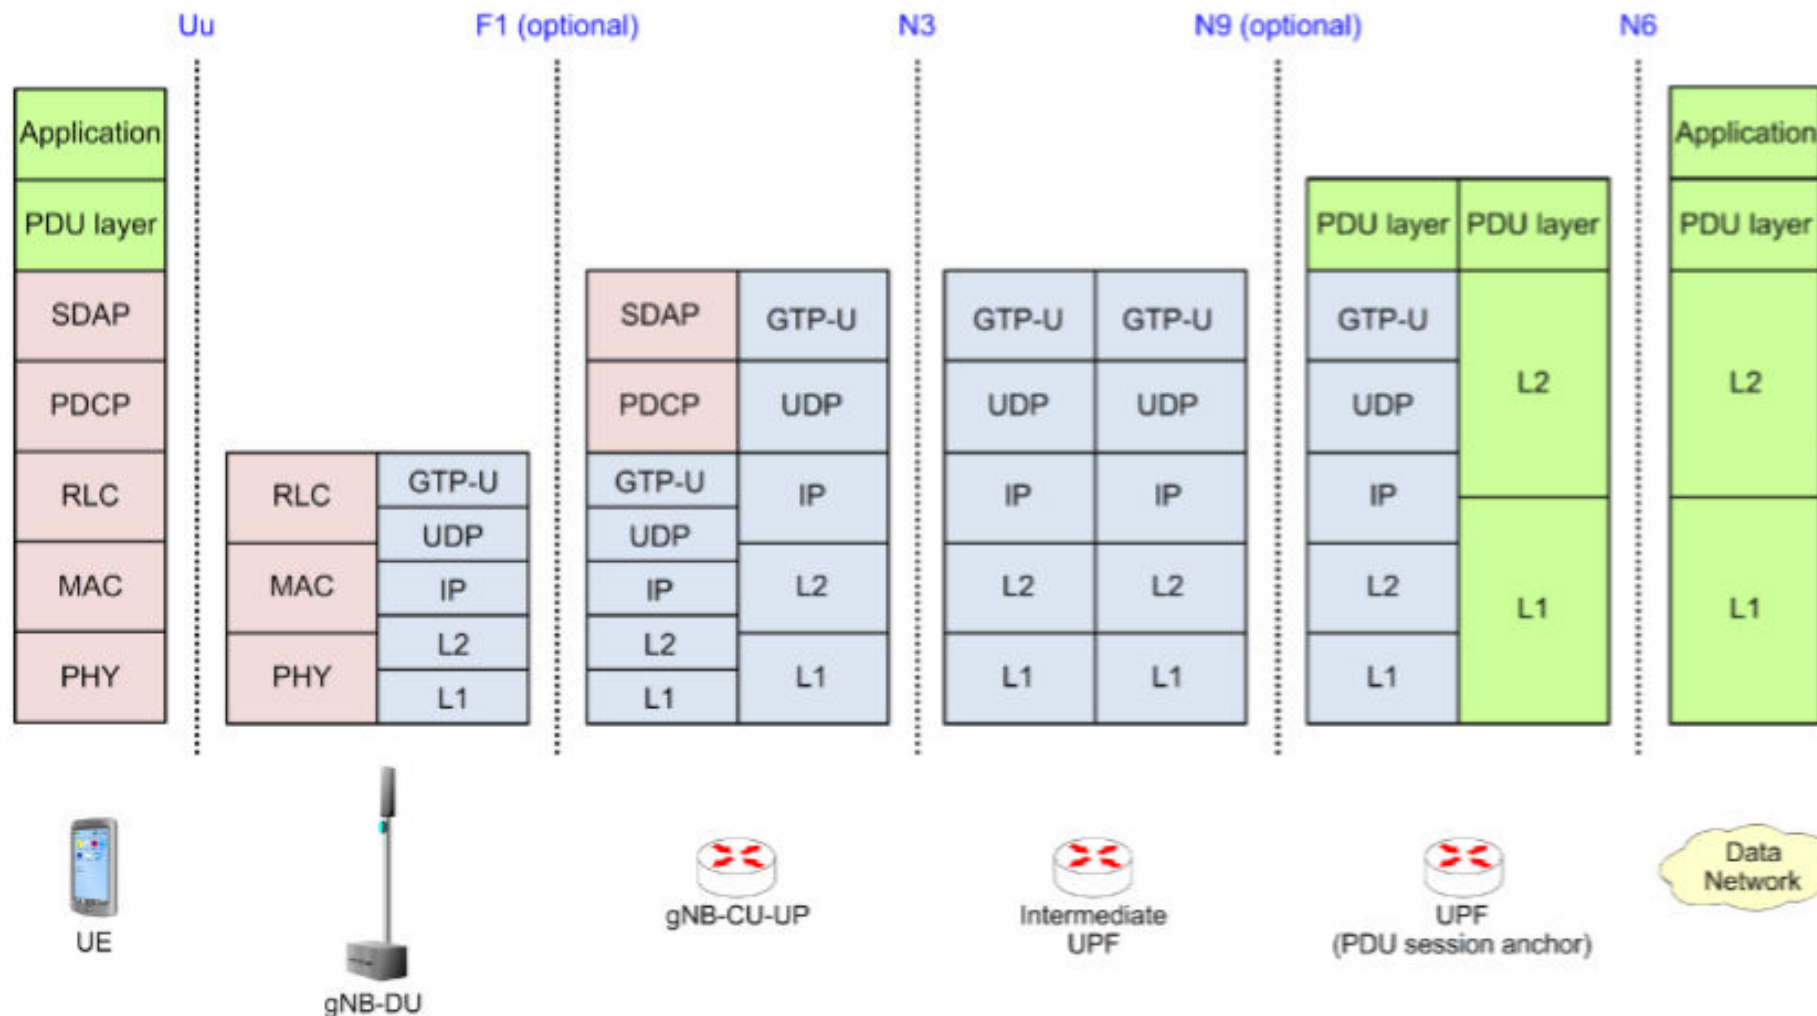 Uu
F1 (optional)
N3
N9 (optional)
N6
Application
PDU layer
SDAP
PDCP
RLC
MAC
PHY
RLC
MAC
PHY
GTP-U
UDP
IP
L2
L1
SDAP
PDCP
GTP-U
UDP
IP
L2
L1
GTP-U
UDP
IP
L2
L1
GTP-U
UDP
IP
L2
L1
GTP-U
UDP
IP
L2
L1
PDU layer
GTP-U
UDP
IP
L2
L1
PDU layer
L2
L1
Application
PDU layer
L2
L1
UE
gNB-DU
gNB-CU-UP
Intermediate
UPF
UPF
(PDU session anchor)
Data
Network